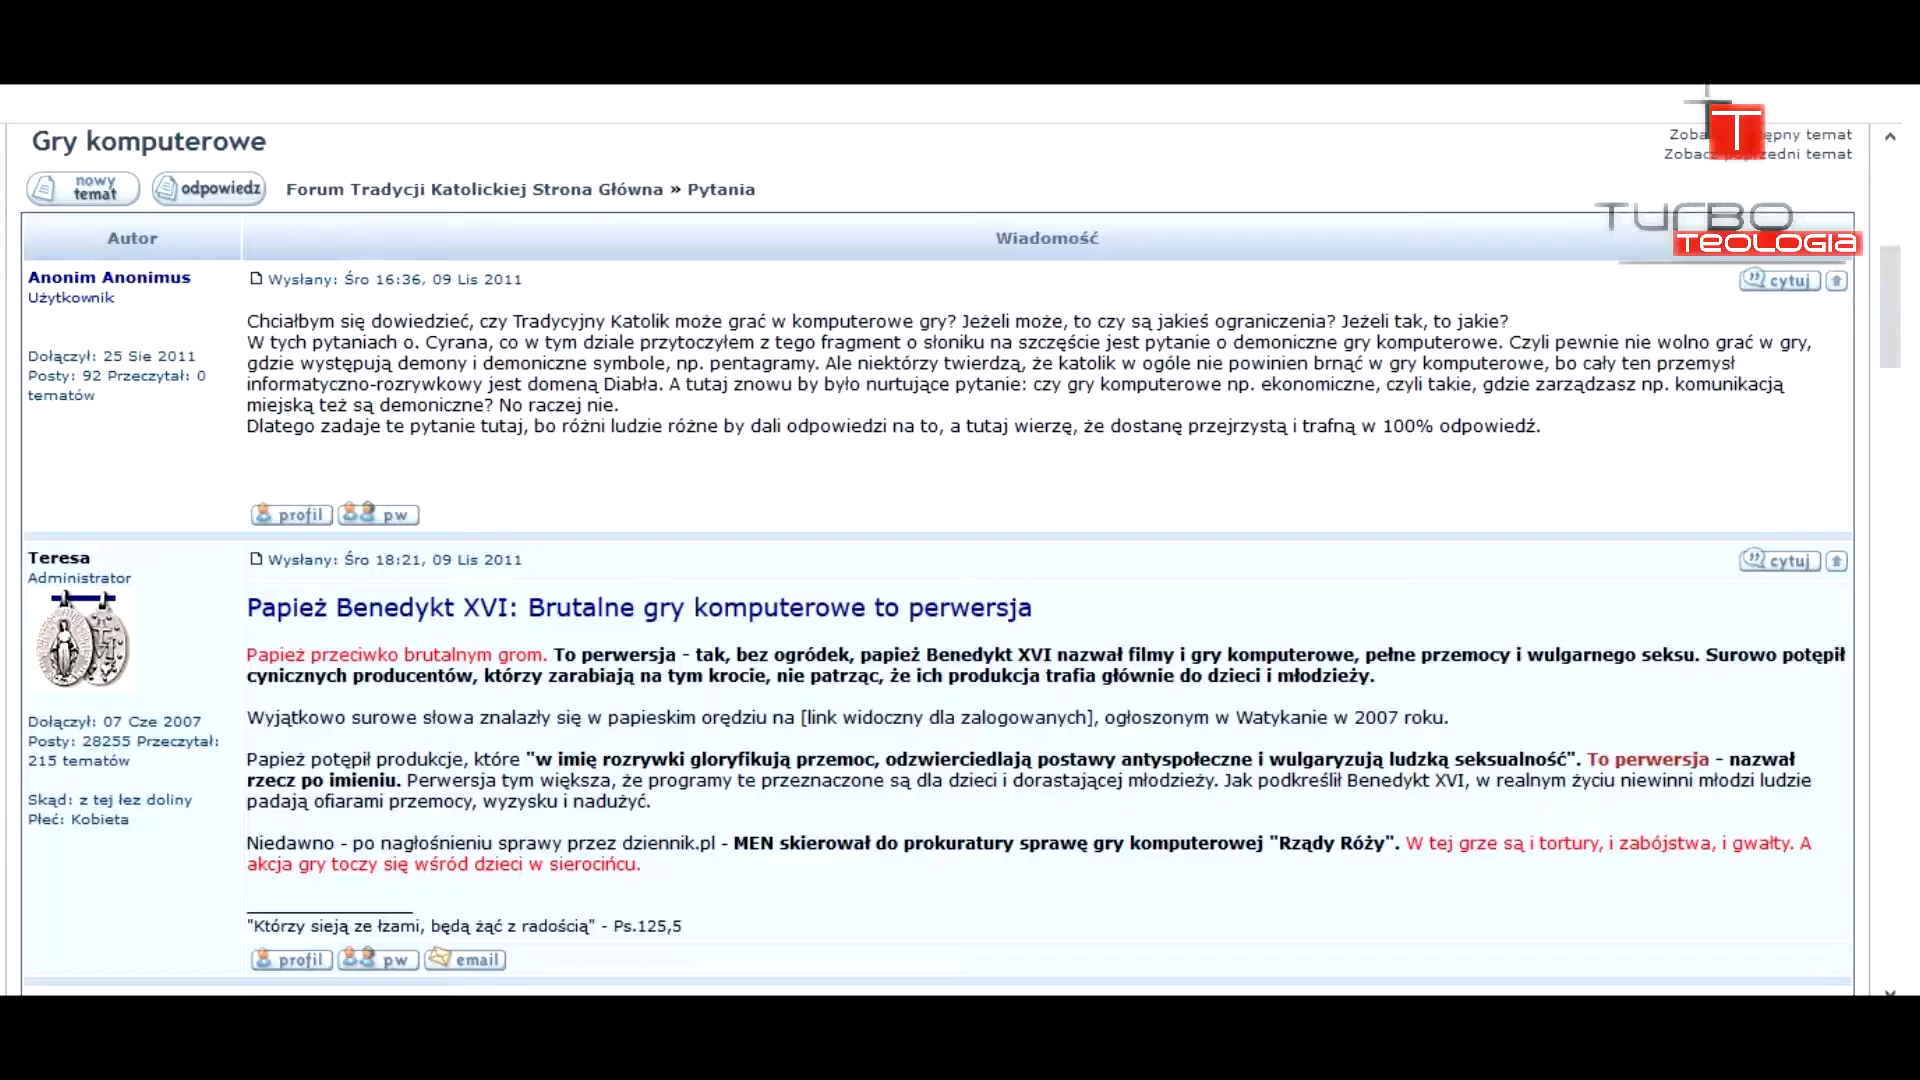 Gry komputerowe
Zobacz poprzedni temat
nowy temat
odpowiedz
Forum Tradycji Katolickiej Strona Główna » Pytania
T
TURBO
TEOLOGIA
Autor
Wiadomość
Anonim Anonimus
Użytkownik
Dołączył: 25 Sie 2011
Posty: 92 Przeczytał: 0
tematów
Wysłany: Śro 16:36, 09 Lis 2011
cytuj
Chciałbym się dowiedzieć, czy Tradycyjny Katolik może grać w komputerowe gry? Jeżeli może, to czy są jakieś ograniczenia? Jeżeli tak, to jakie?
W tych pytaniach o. Cyrana, co w tym dziale przytoczyłem z tego fragment o słoniku na szczęście jest pytanie o demoniczne gry komputerowe. Czyli pewnie nie wolno grać w gry,
gdzie występują demony i demoniczne symbole, np. pentagramy. Ale niektórzy twierdzą, że katolik w ogóle nie powinien brnąć w gry komputerowe, bo cały ten przemysł
informatyczno-rozrywkowy jest domeną Diabła. A tutaj znowu by było nurtujące pytanie: czy gry komputerowe np. ekonomiczne, czyli takie, gdzie zarządzasz np. komunikacją
miejską też są demoniczne? No raczej nie.
Dlatego zadaje te pytanie tutaj, bo różni ludzie różne by dali odpowiedzi na to, a tutaj wierzę, że dostanę przejrzystą i trafną w 100% odpowiedź.
profil
pw
Teresa
Administrator
Dołączył: 07 Cze 2007
Posty: 28255 Przeczytał:
215 tematów
Skąd: z tej łez doliny
Płeć: Kobieta
Wysłany: Śro 18:21, 09 Lis 2011
cytuj
Papież Benedykt XVI: Brutalne gry komputerowe to perwersja
Papież przeciwko brutalnym grom. To perwersja - tak, bez ogródek, papież Benedykt XVI nazwał filmy i gry komputerowe, pełne przemocy i wulgarnego seksu. Surowo potępił
cynicznych producentów, którzy zarabiają na tym krocie, nie patrząc, że ich produkcja trafia głównie do dzieci i młodzieży.
Wyjątkowo surowe słowa znalazły się w papieskim orędziu na [link widoczny dla zalogowanych], ogłoszonym w Watykanie w 2007 roku.
Papież potępił produkcje, które "w imię rozrywki gloryfikują przemoc, odzwierciedlają postawy antyspołeczne i wulgaryzują ludzką seksualność". To perwersja - nazwał
rzecz po imieniu. Perwersja tym większa, że programy te przeznaczone są dla dzieci i dorastającej młodzieży. Jak podkreślił Benedykt XVI, w realnym życiu niewinni młodzi ludzie
padają ofiarami przemocy, wyzysku i nadużyć.
Niedawno - po nagłośnieniu sprawy przez dziennik.pl - MEN skierował do prokuratury sprawę gry komputerowej "Rządy Róży". W tej grze są i tortury, i zabójstwa, i gwałty. A
akcja gry toczy się wśród dzieci w sierocińcu.
"Którzy sieją ze łzami, będą żąć z radością" - Ps.125,5
profil
pw
email